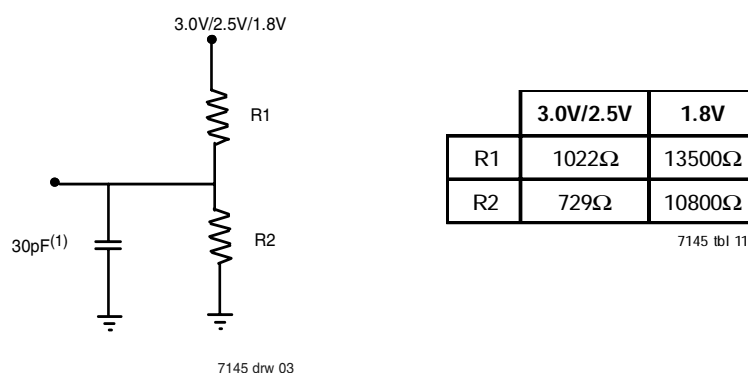 3.0V/2.5V/1.8V
R1
R2
30pF(1)
7145 drw 03
3.0V/2.5V 1.8V
R1 1022Ω 13500Ω
R2 729Ω 10800Ω
7145 tbl 11